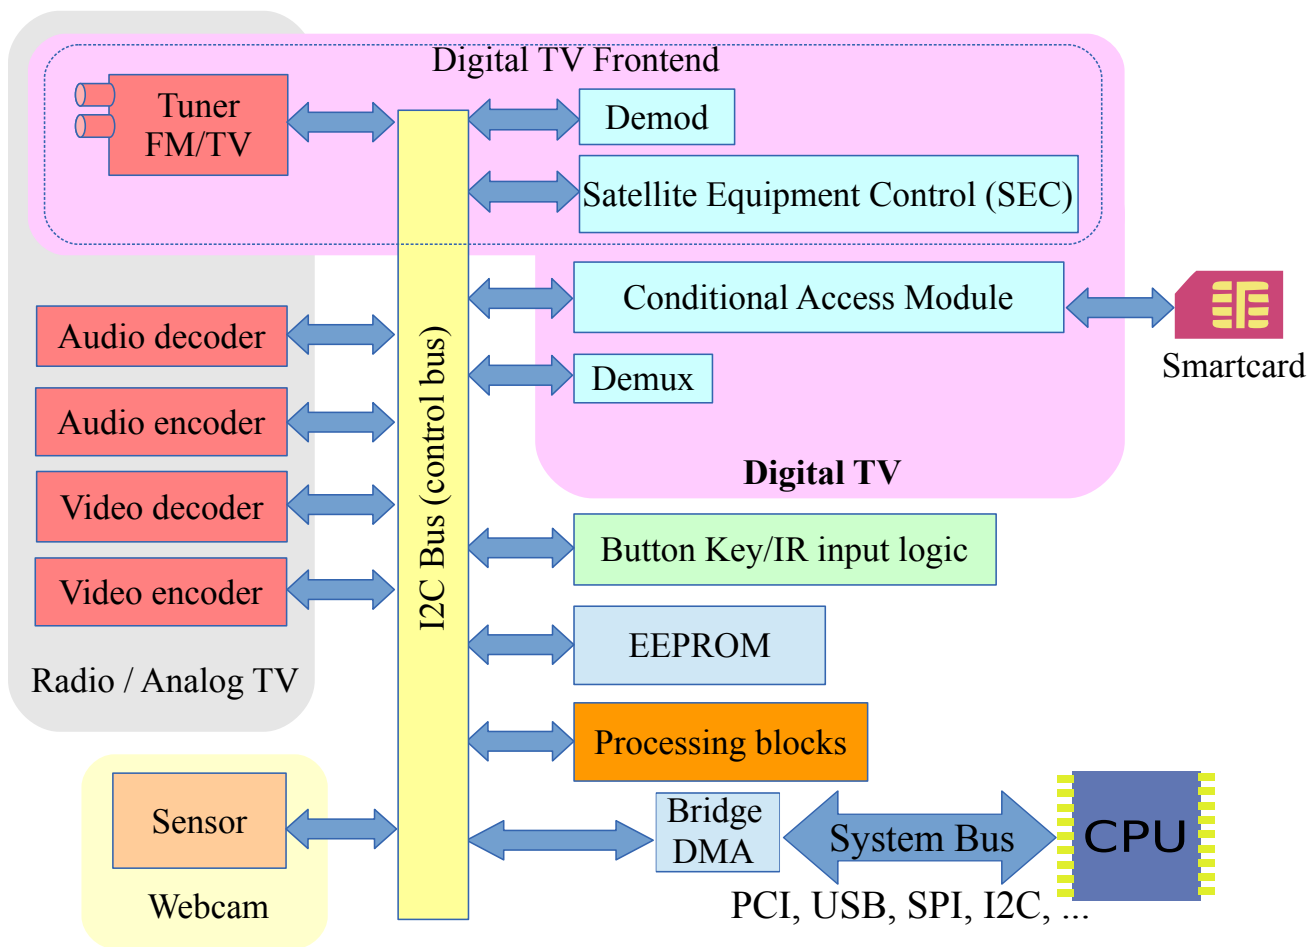 Digital TV Frontend
Tuner
FM/TV
Demod
Satellite Equipment Control (SEC)
Conditional Access Module
Smartcard
Demux
Digital TV
Audio decoder
Audio encoder
Video decoder
Video encoder
Radio / Analog TV
I2C Bus (control bus)
Button Key/IR input logic
EEPROM
Processing blocks
Sensor
Webcam
Bridge
DMA
System Bus
CPU
PCI, USB, SPI, I2C, ...